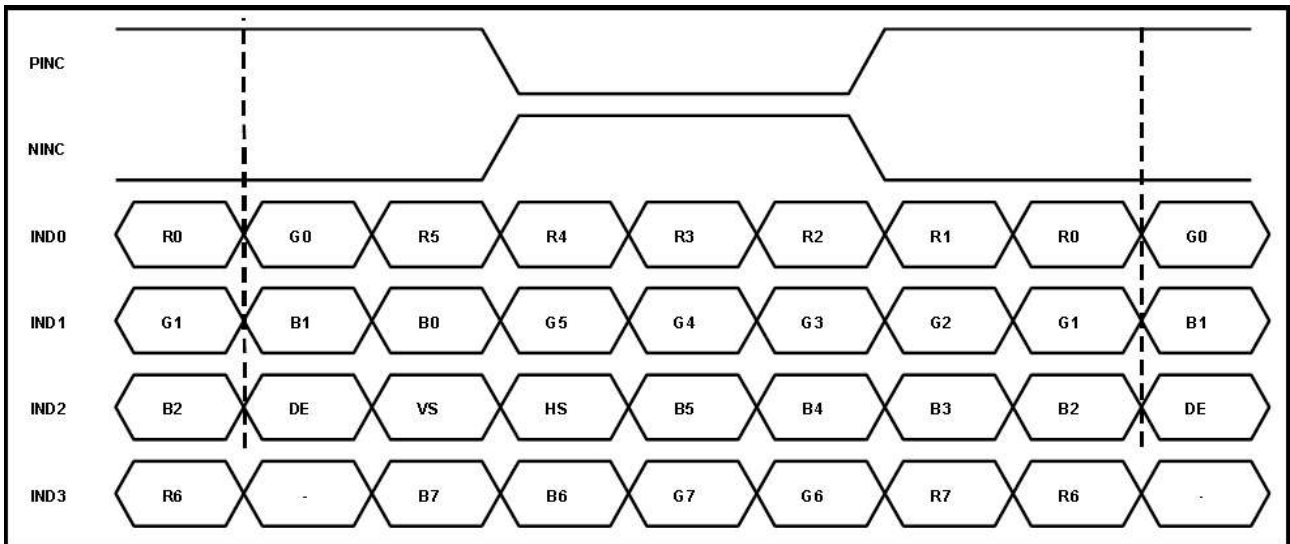 PINC
NINC
IND0 R0 G0 R5 R4 R3 R2 R1 R0 G0
IND1 G1 B1 B0 G5 G4 G3 G2 G1 B1
IND2 B2 DE VS HS B5 B4 B3 B2 DE
IND3 R6 - B7 B6 G7 G6 R7 R6 -